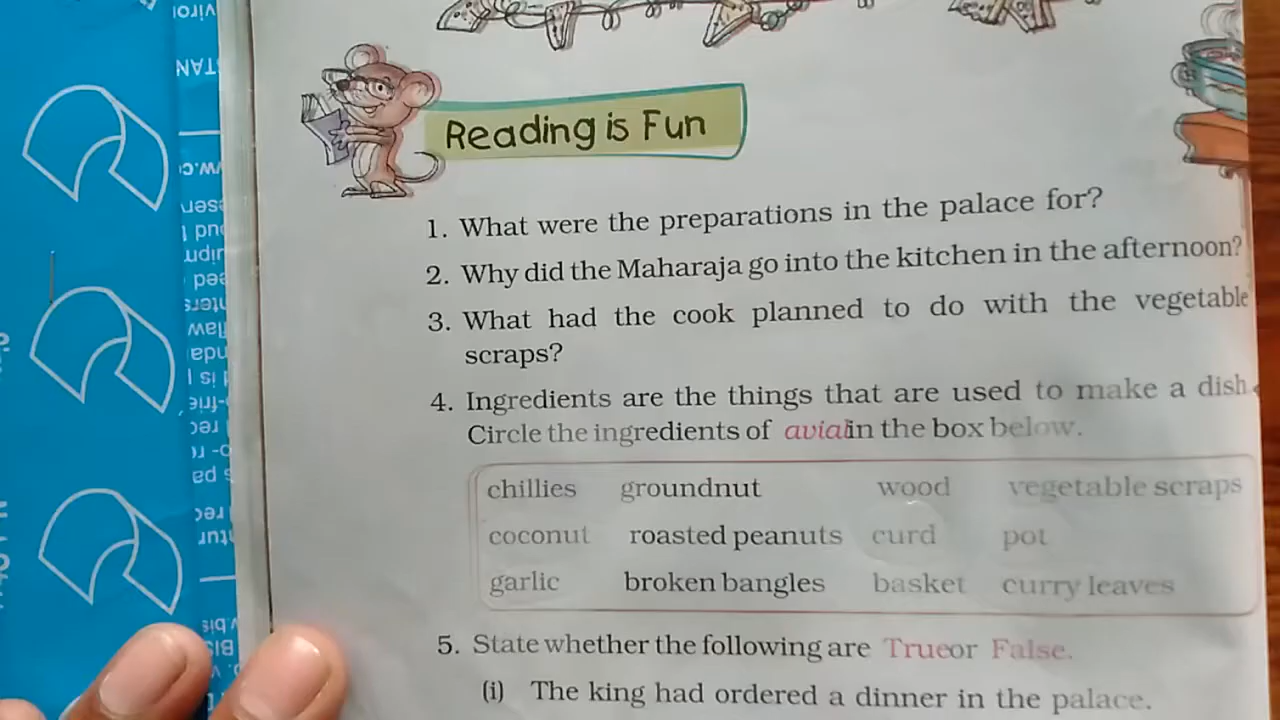 Reading is Fun
1. What were the preparations in the palace for?
2. Why did the Maharaja go into the kitchen in the afternoon?
3. What had the cook planned to do with the vegetable
scraps?
4. Ingredients are the things that are used to make a dish.
Circle the ingredients of avial in the box below.
chillies groundnut wood vegetable scraps
coconut roasted peanuts curd pot
garlic broken bangles basket curry leaves
5. State whether the following are True or False.
(i) The king had ordered a dinner in the palace.